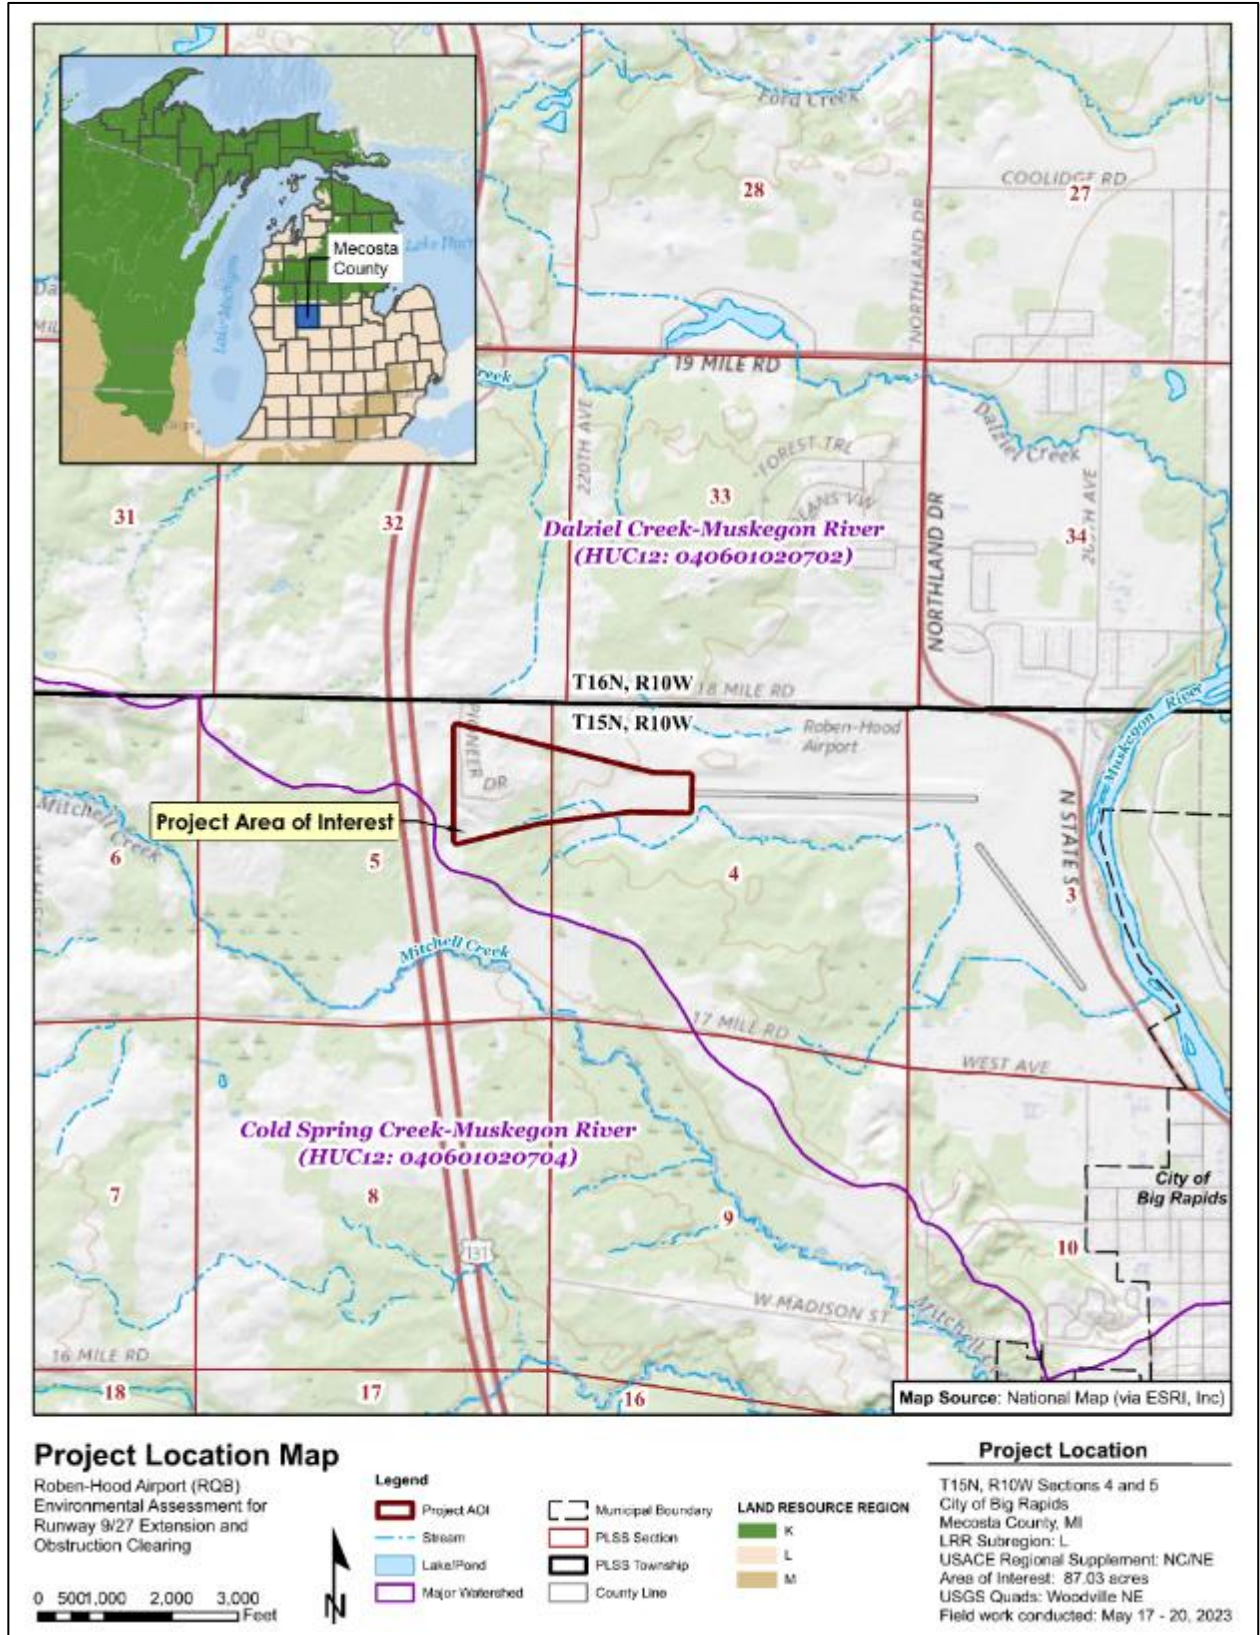 Ford Creek
28
COOLIDGE RD
27
Mecosta
County
Lake Michigan
NORTHLAND DR
19 MILE RD
reek
220TH AVE
Dalziel Creek
FOREST TRL
31
32
33
34
Dalziel Creek-Muskegon River
(HUC12: 040601020702)
NORTHLAND DR
T16N, R10W
18 MILE RD
T15N, R10W
Roben-Hood
Airport
Muskegon River
DR
Project Area of Interest
Mitchell Creek
6
5
4
3
N STATE S
Mitchell Creek
17 MILE RD
WEST AVE
Cold Spring Creek-Muskegon River
(HUC12: 040601020704)
City of
Big Rapids
7
8
9
10
131
W MADISON ST
Mitchell C
16 MILE RD
18
17
16
Map Source: National Map (via ESRI, Inc)
Project Location Map
Roben-Hood Airport (RQB)
Environmental Assessment for
Runway 9/27 Extension and
Obstruction Clearing
0 5001,000 2,000 3,000
Feet
N
Legend
Project AOI
Stream
Lake/Pond
Major Watershed
Municipal Boundary
PLSS Section
PLSS Township
County Line
LAND RESOURCE REGION
K
L
M
Project Location
T15N, R10W Sections 4 and 5
City of Big Rapids
Mecosta County, MI
LRR Subregion: L
USACE Regional Supplement: NC/NE
Area of Interest: 87.03 acres
USGS Quads: Woodville NE
Field work conducted: May 17 - 20, 2023